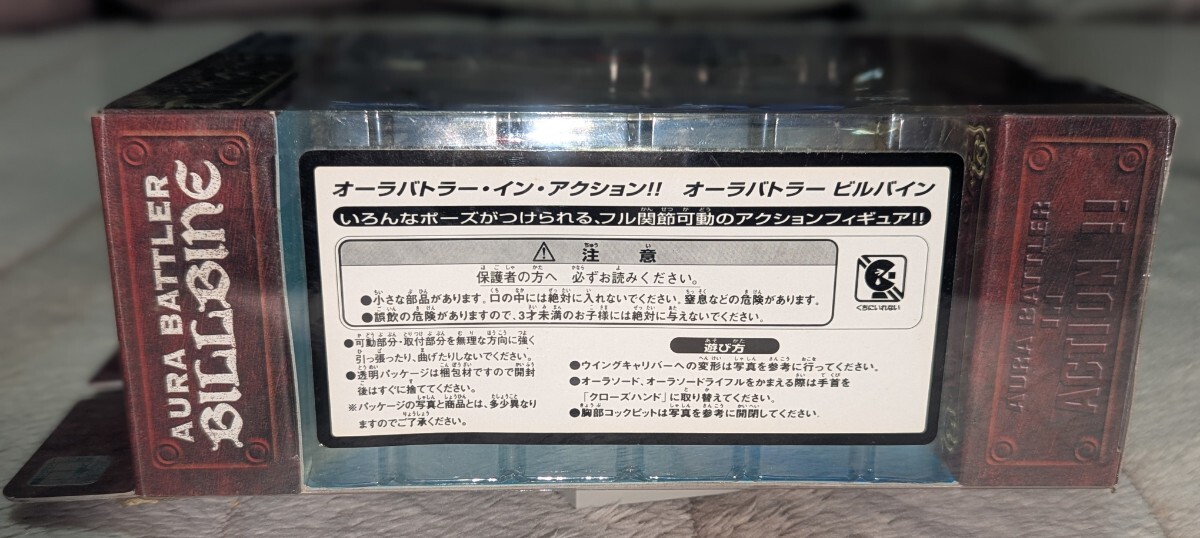 AURA BATTLER
BILLBINE
オーラバトラー・イン・アクション!! オーラバトラー ビルバイン
いろんなポーズがつけられる、フル関節可動のアクションフィギュア!!
⚠ 注意
保護者の方へ 必ずお読みください。
●小さな部品があります。口の中には絶対に入れないでください。窒息などの危険があります。
●誤飲の危険がありますので、3才未満のお子様には絶対に与えないでください。
くちにいれない
●可動部分・取付部分を無理な方向に強く
引っ張ったり、曲げたりしないでください。
●透明パッケージは梱包材ですので開封
後はすぐに捨ててください。
※パッケージの写真と商品とは、多少異なり
ますのでご了承ください。
遊び方
●ウイングキャリバーへの変形は写真を参考に行ってください。
●オーラソード、オーラソードライフルをかまえる際は手首を
「クローズハンド」に取り替えてください。
●胸部コックピットは写真を参考に開閉してください。
AURA BATTLER
IN
ACTION!!